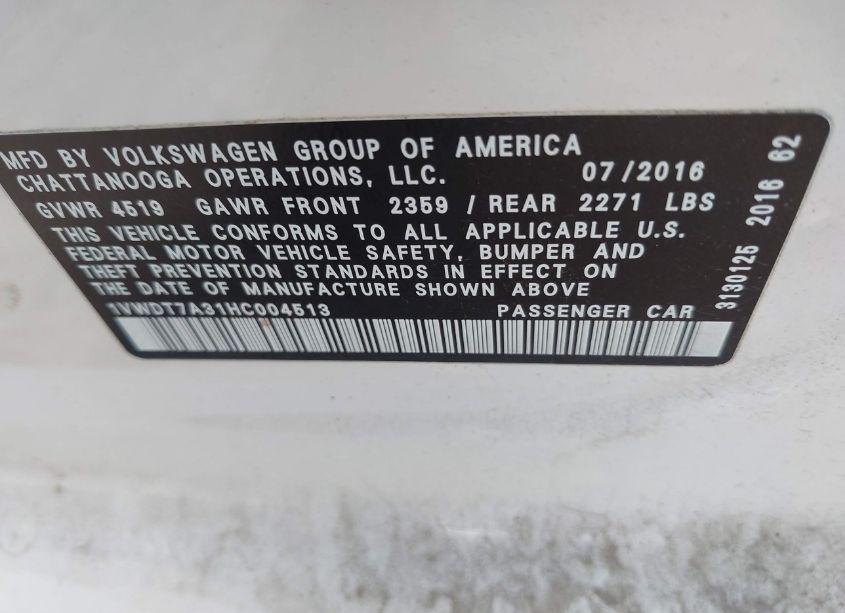 MFD BY VOLKSWAGEN GROUP OF AMERICA
CHATTANOOGA OPERATIONS, LLC. 07/2016
GVWR 4519 GAWR FRONT 2359 / REAR 2271 LBS
THIS VEHICLE CONFORMS TO ALL APPLICABLE U.S.
FEDERAL MOTOR VEHICLE SAFETY, BUMPER AND
THEFT PREVENTION STANDARDS IN EFFECT ON
THE DATE OF MANUFACTURE SHOWN ABOVE
1VWDT7A31HC004513 PASSENGER CAR
3130125 2016 62